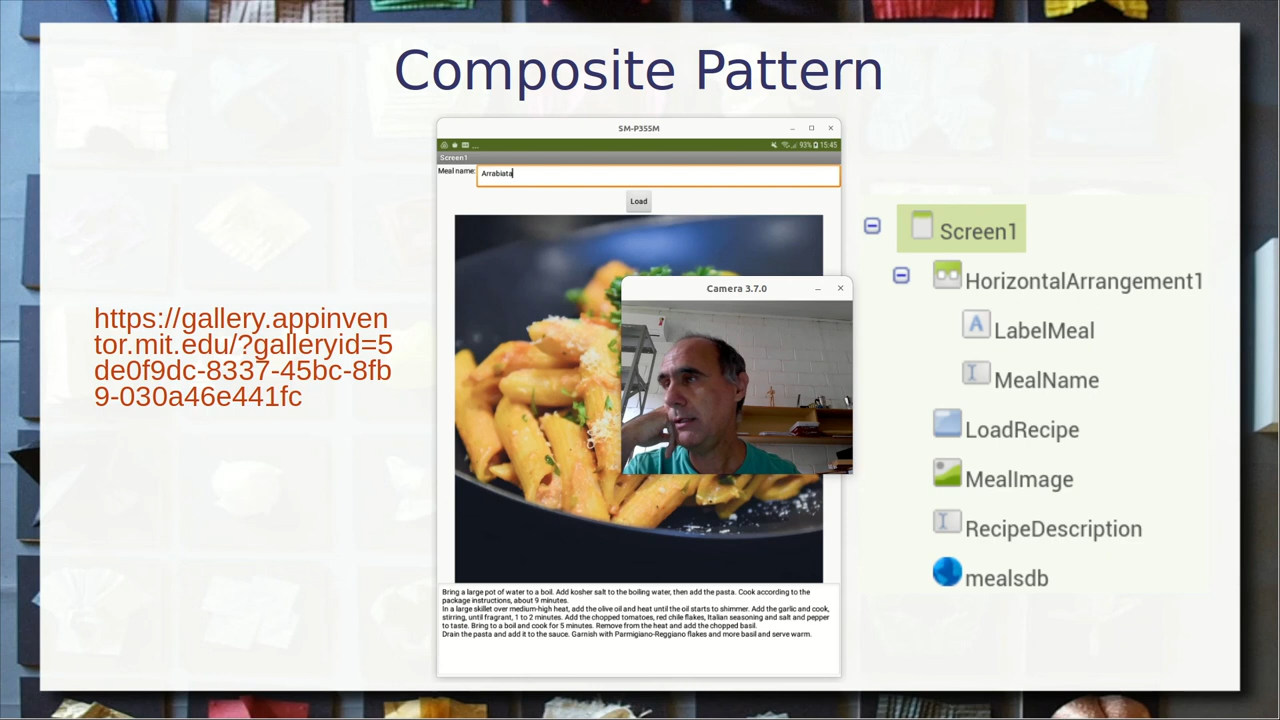 Composite Pattern
https://gallery.appinven
tor.mit.edu/?galleryid=5
de0f9dc-8337-45bc-8fb
9-030a46e441fc
SM-P355M
... 93% 15:45
Screen1
Meal name: Arrabiata
Load
Camera 3.7.0
Bring a large pot of water to a boil. Add kosher salt to the boiling water, then add the pasta. Cook according to the
package instructions, about 9 minutes.
In a large skillet over medium-high heat, add the olive oil and heat until the oil starts to shimmer. Add the garlic and cook,
stirring, until fragrant, 1 to 2 minutes. Add the chopped tomatoes, red chile flakes, Italian seasoning and salt and pepper
to taste. Bring to a boil and cook for 5 minutes. Remove from the heat and add the chopped basil.
Drain the pasta and add it to the sauce. Garnish with Parmigiano-Reggiano flakes and more basil and serve warm.
Screen1
HorizontalArrangement1
A LabelMeal
MealName
LoadRecipe
MealImage
RecipeDescription
mealsdb